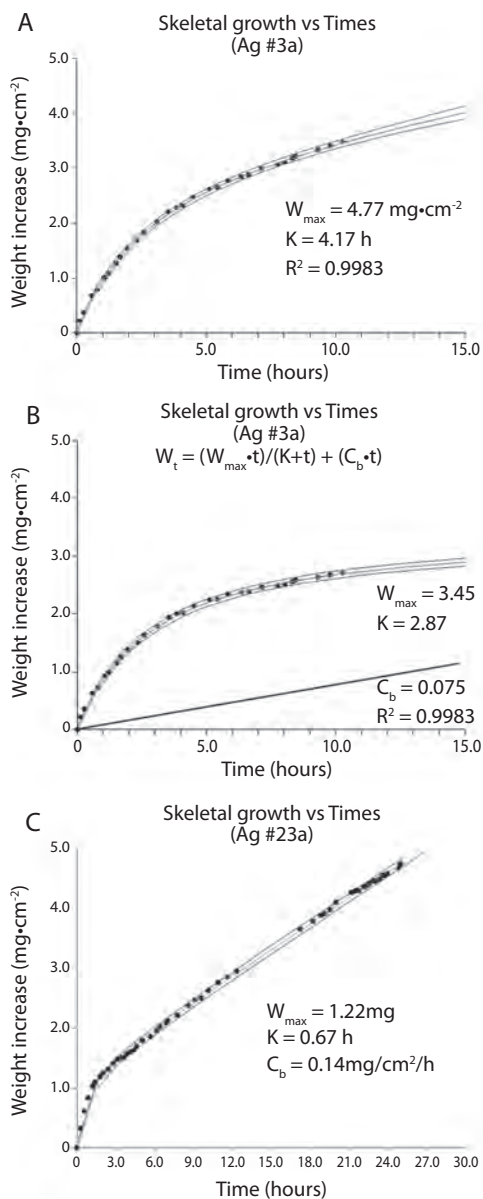 A
Skeletal growth vs Times
(Ag #3a)
Weight increase (mg•cm⁻²)
5.0
4.0
3.0
2.0
1.0
0
W_max = 4.77 mg•cm⁻²
K = 4.17 h
R² = 0.9983
0 5.0 10.0 15.0
Time (hours)
B
Skeletal growth vs Times
(Ag #3a)
W_t = (W_max•t)/(K+t) + (C_b•t)
Weight increase (mg•cm⁻²)
5.0
4.0
3.0
2.0
1.0
0
W_max = 3.45
K = 2.87
C_b = 0.075
R² = 0.9983
0 5.0 10.0 15.0
Time (hours)
C
Skeletal growth vs Times
(Ag #23a)
Weight increase (mg•cm⁻²)
5.0
4.0
3.0
2.0
1.0
0
W_max = 1.22mg
K = 0.67 h
C_b = 0.14mg/cm²/h
0 3.0 6.0 9.0 12.0 15.0 18.0 21.0 24.0 27.0 30.0
Time (hours)